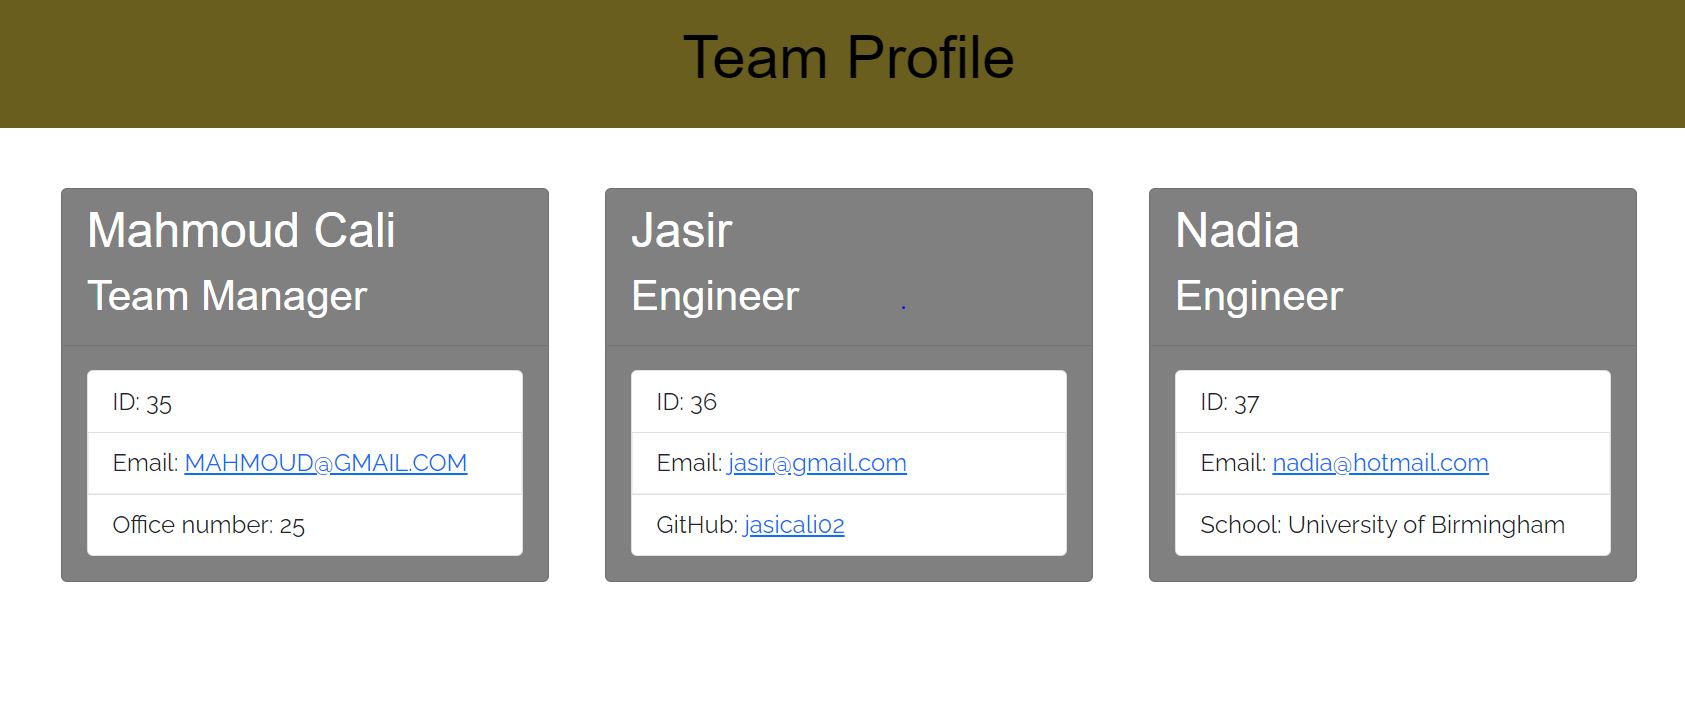 Team Profile
Mahmoud Cali
Team Manager
ID: 35
Email: MAHMOUD@GMAIL.COM
Office number: 25
Jasir
Engineer
ID: 36
Email: jasir@gmail.com
GitHub: jasicali02
Nadia
Engineer
ID: 37
Email: nadia@hotmail.com
School: University of Birmingham